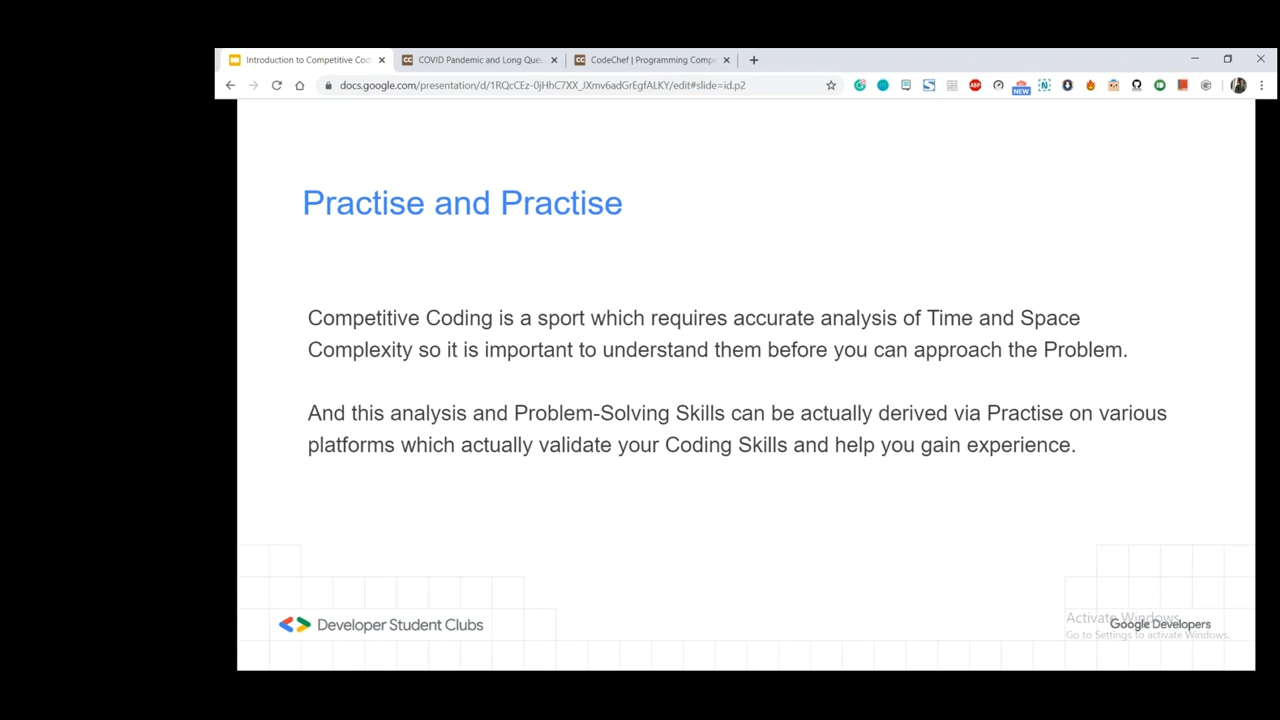 Introduction to Competitive Cod
COVID Pandemic and Long Queu
CodeChef | Programming Compe
docs.google.com/presentation/d/1RQcCEz-0jHhC7XX_JXmv6adGrEgfALKY/edit#slide=id.p2
ABP
NEW
Practise and Practise
Competitive Coding is a sport which requires accurate analysis of Time and Space
Complexity so it is important to understand them before you can approach the Problem.
And this analysis and Problem-Solving Skills can be actually derived via Practise on various
platforms which actually validate your Coding Skills and help you gain experience.
Developer Student Clubs
Activate Windows
Google Developers
Go to Settings to activate Windows.